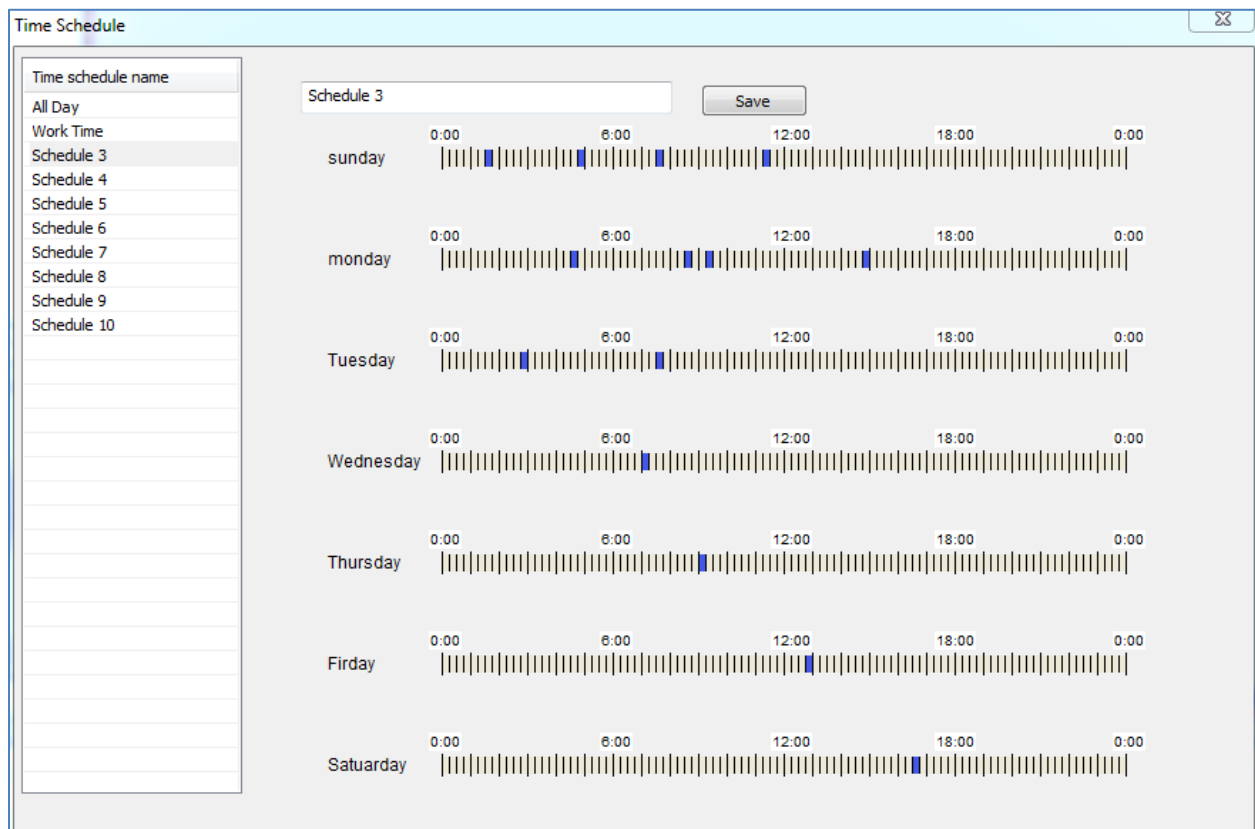 Time Schedule
Time schedule name
All Day
Work Time
Schedule 3
Schedule 4
Schedule 5
Schedule 6
Schedule 7
Schedule 8
Schedule 9
Schedule 10
Schedule 3
Save
0:00 6:00 12:00 18:00 0:00
sunday
0:00 6:00 12:00 18:00 0:00
monday
0:00 6:00 12:00 18:00 0:00
Tuesday
0:00 6:00 12:00 18:00 0:00
Wednesday
0:00 6:00 12:00 18:00 0:00
Thursday
0:00 6:00 12:00 18:00 0:00
Firday
0:00 6:00 12:00 18:00 0:00
Satuarday